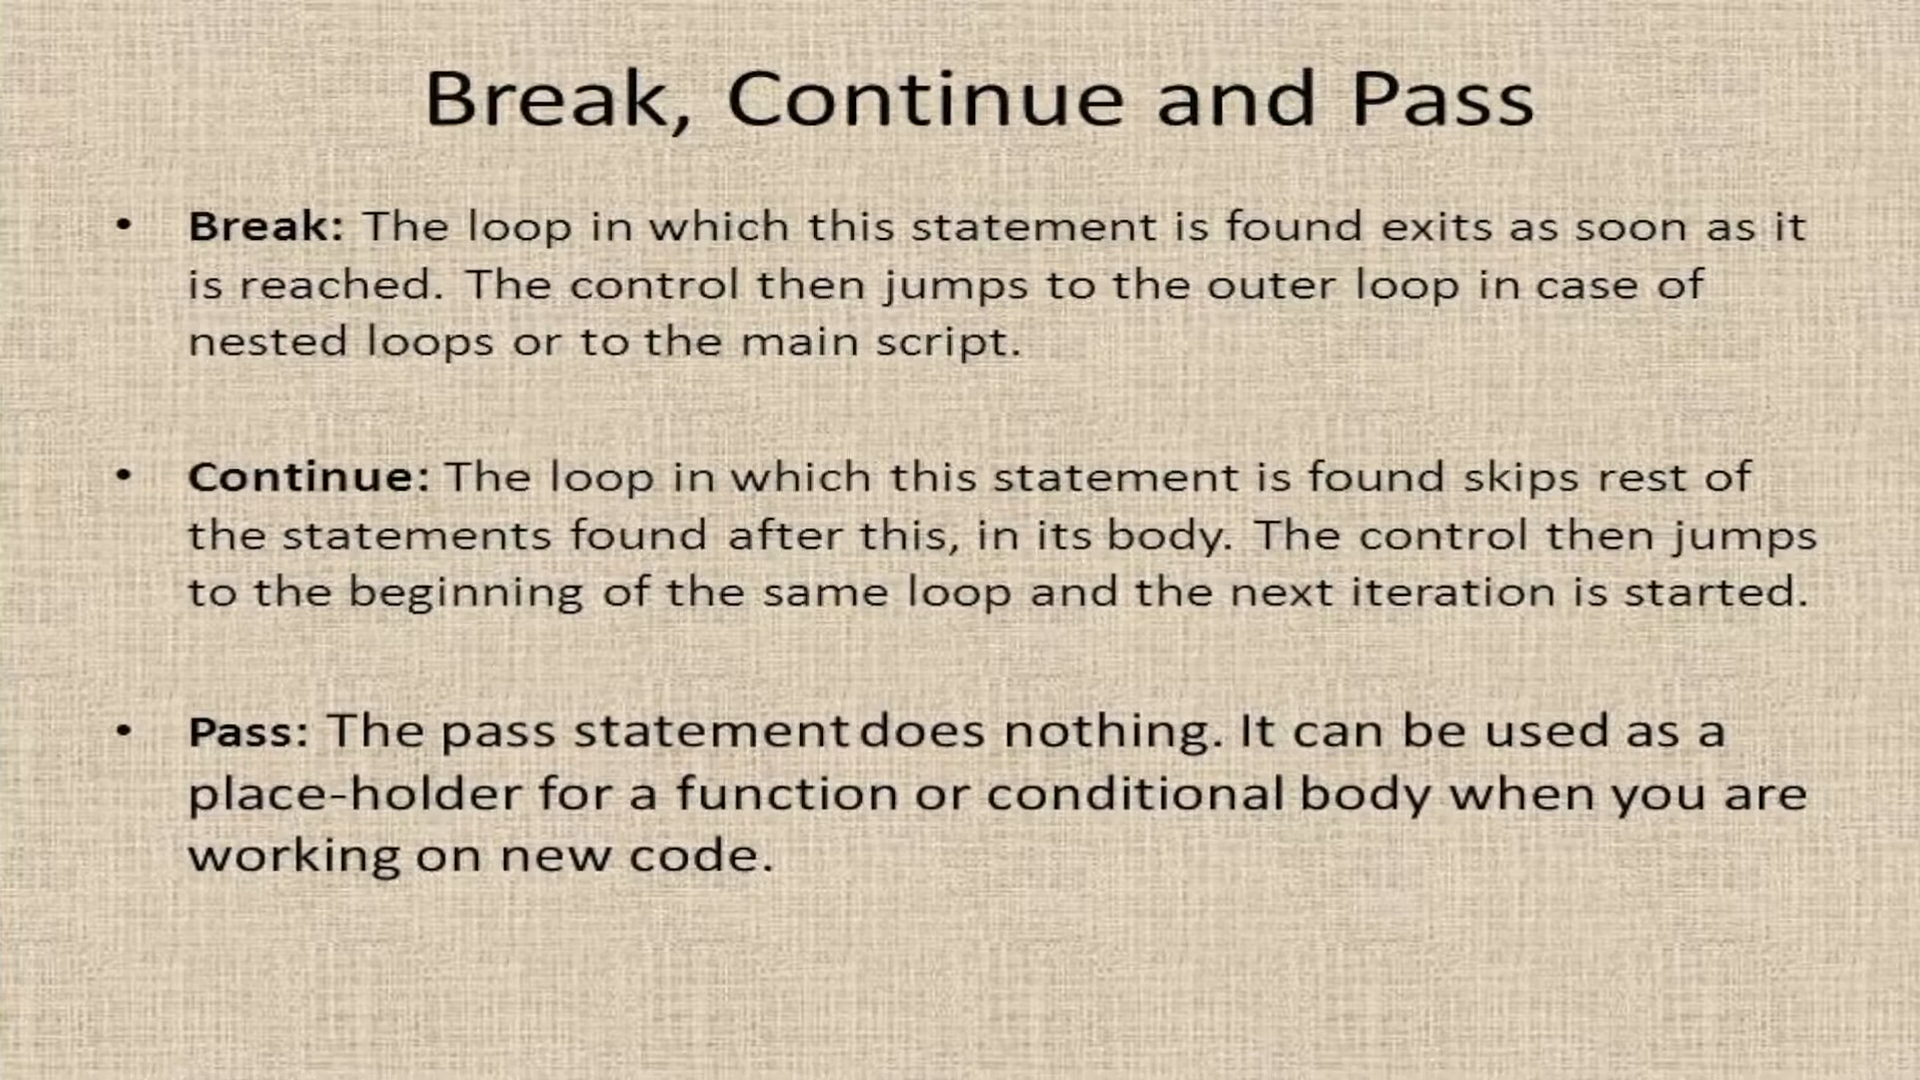 Break, Continue and Pass
• Break: The loop in which this statement is found exits as soon as it
is reached. The control then jumps to the outer loop in case of
nested loops or to the main script.
• Continue: The loop in which this statement is found skips rest of
the statements found after this, in its body. The control then jumps
to the beginning of the same loop and the next iteration is started.
• Pass: The pass statement does nothing. It can be used as a
place-holder for a function or conditional body when you are
working on new code.